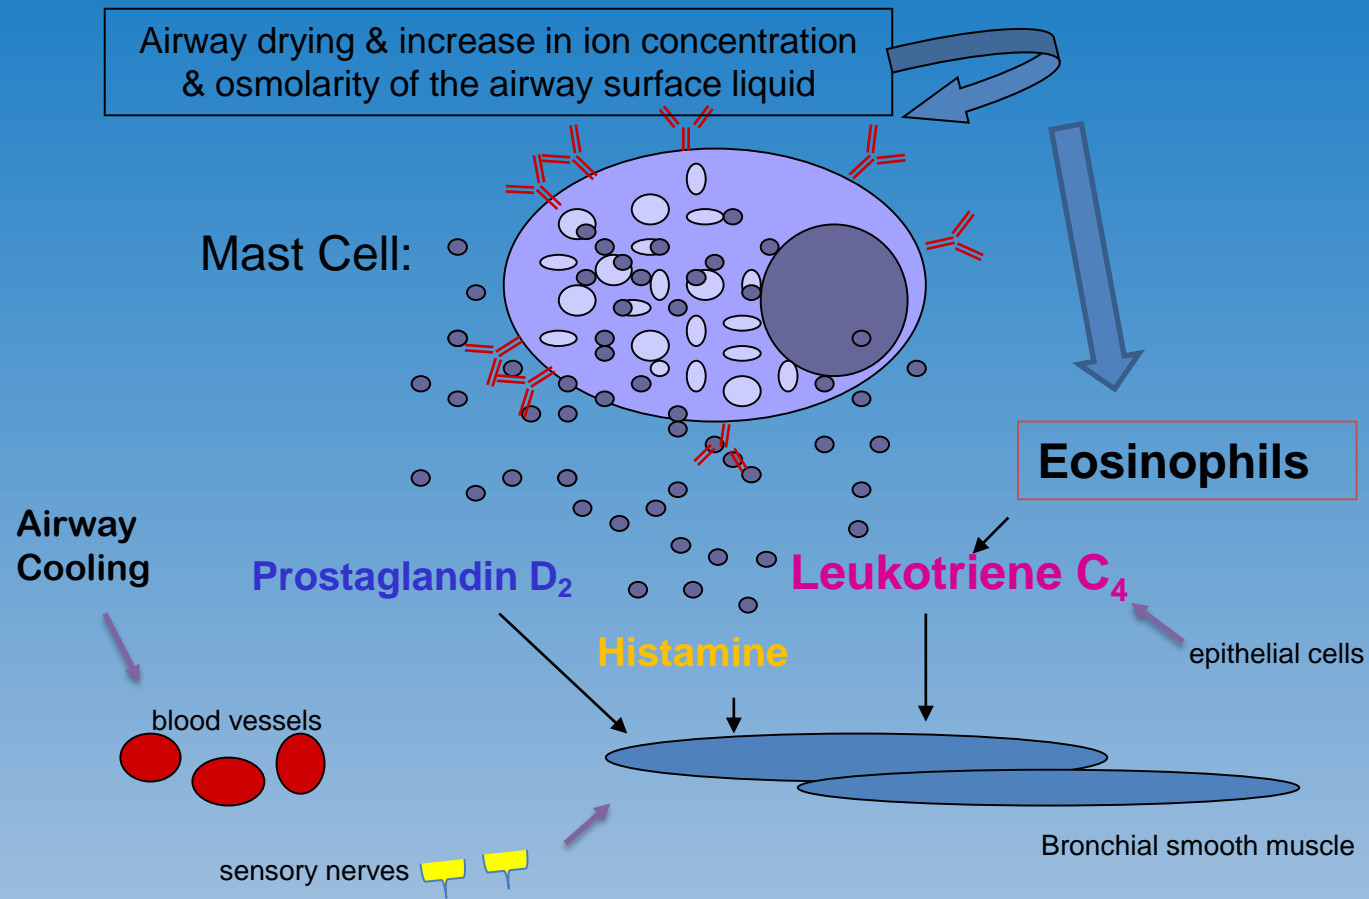 Airway drying & increase in ion concentration
& osmolarity of the airway surface liquid
Mast Cell:
Eosinophils
Airway
Cooling
Prostaglandin D₂
Leukotriene C₄
Histamine
epithelial cells
blood vessels
Bronchial smooth muscle
sensory nerves